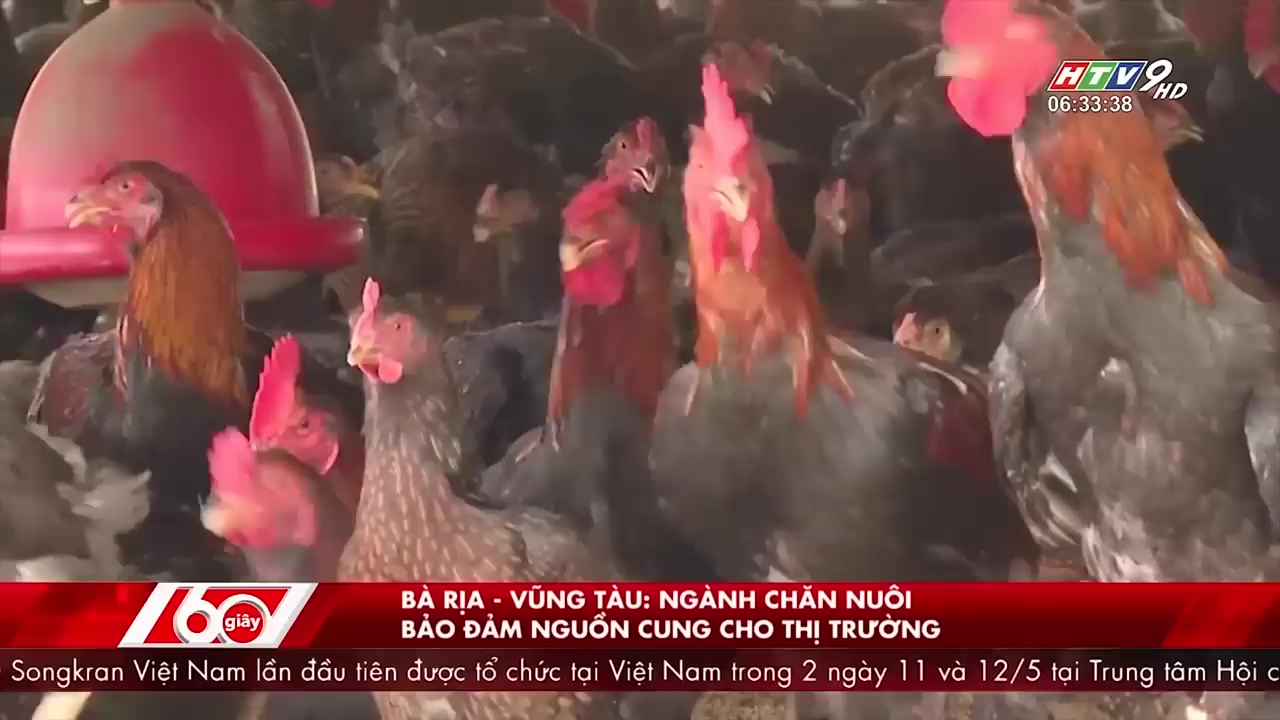 HTV9 HD
06:33:38
60 giây
BÀ RỊA - VŨNG TÀU: NGÀNH CHĂN NUÔI
BẢO ĐẢM NGUỒN CUNG CHO THỊ TRƯỜNG
Songkran Việt Nam lần đầu tiên được tổ chức tại Việt Nam trong 2 ngày 11 và 12/5 tại Trung tâm Hội